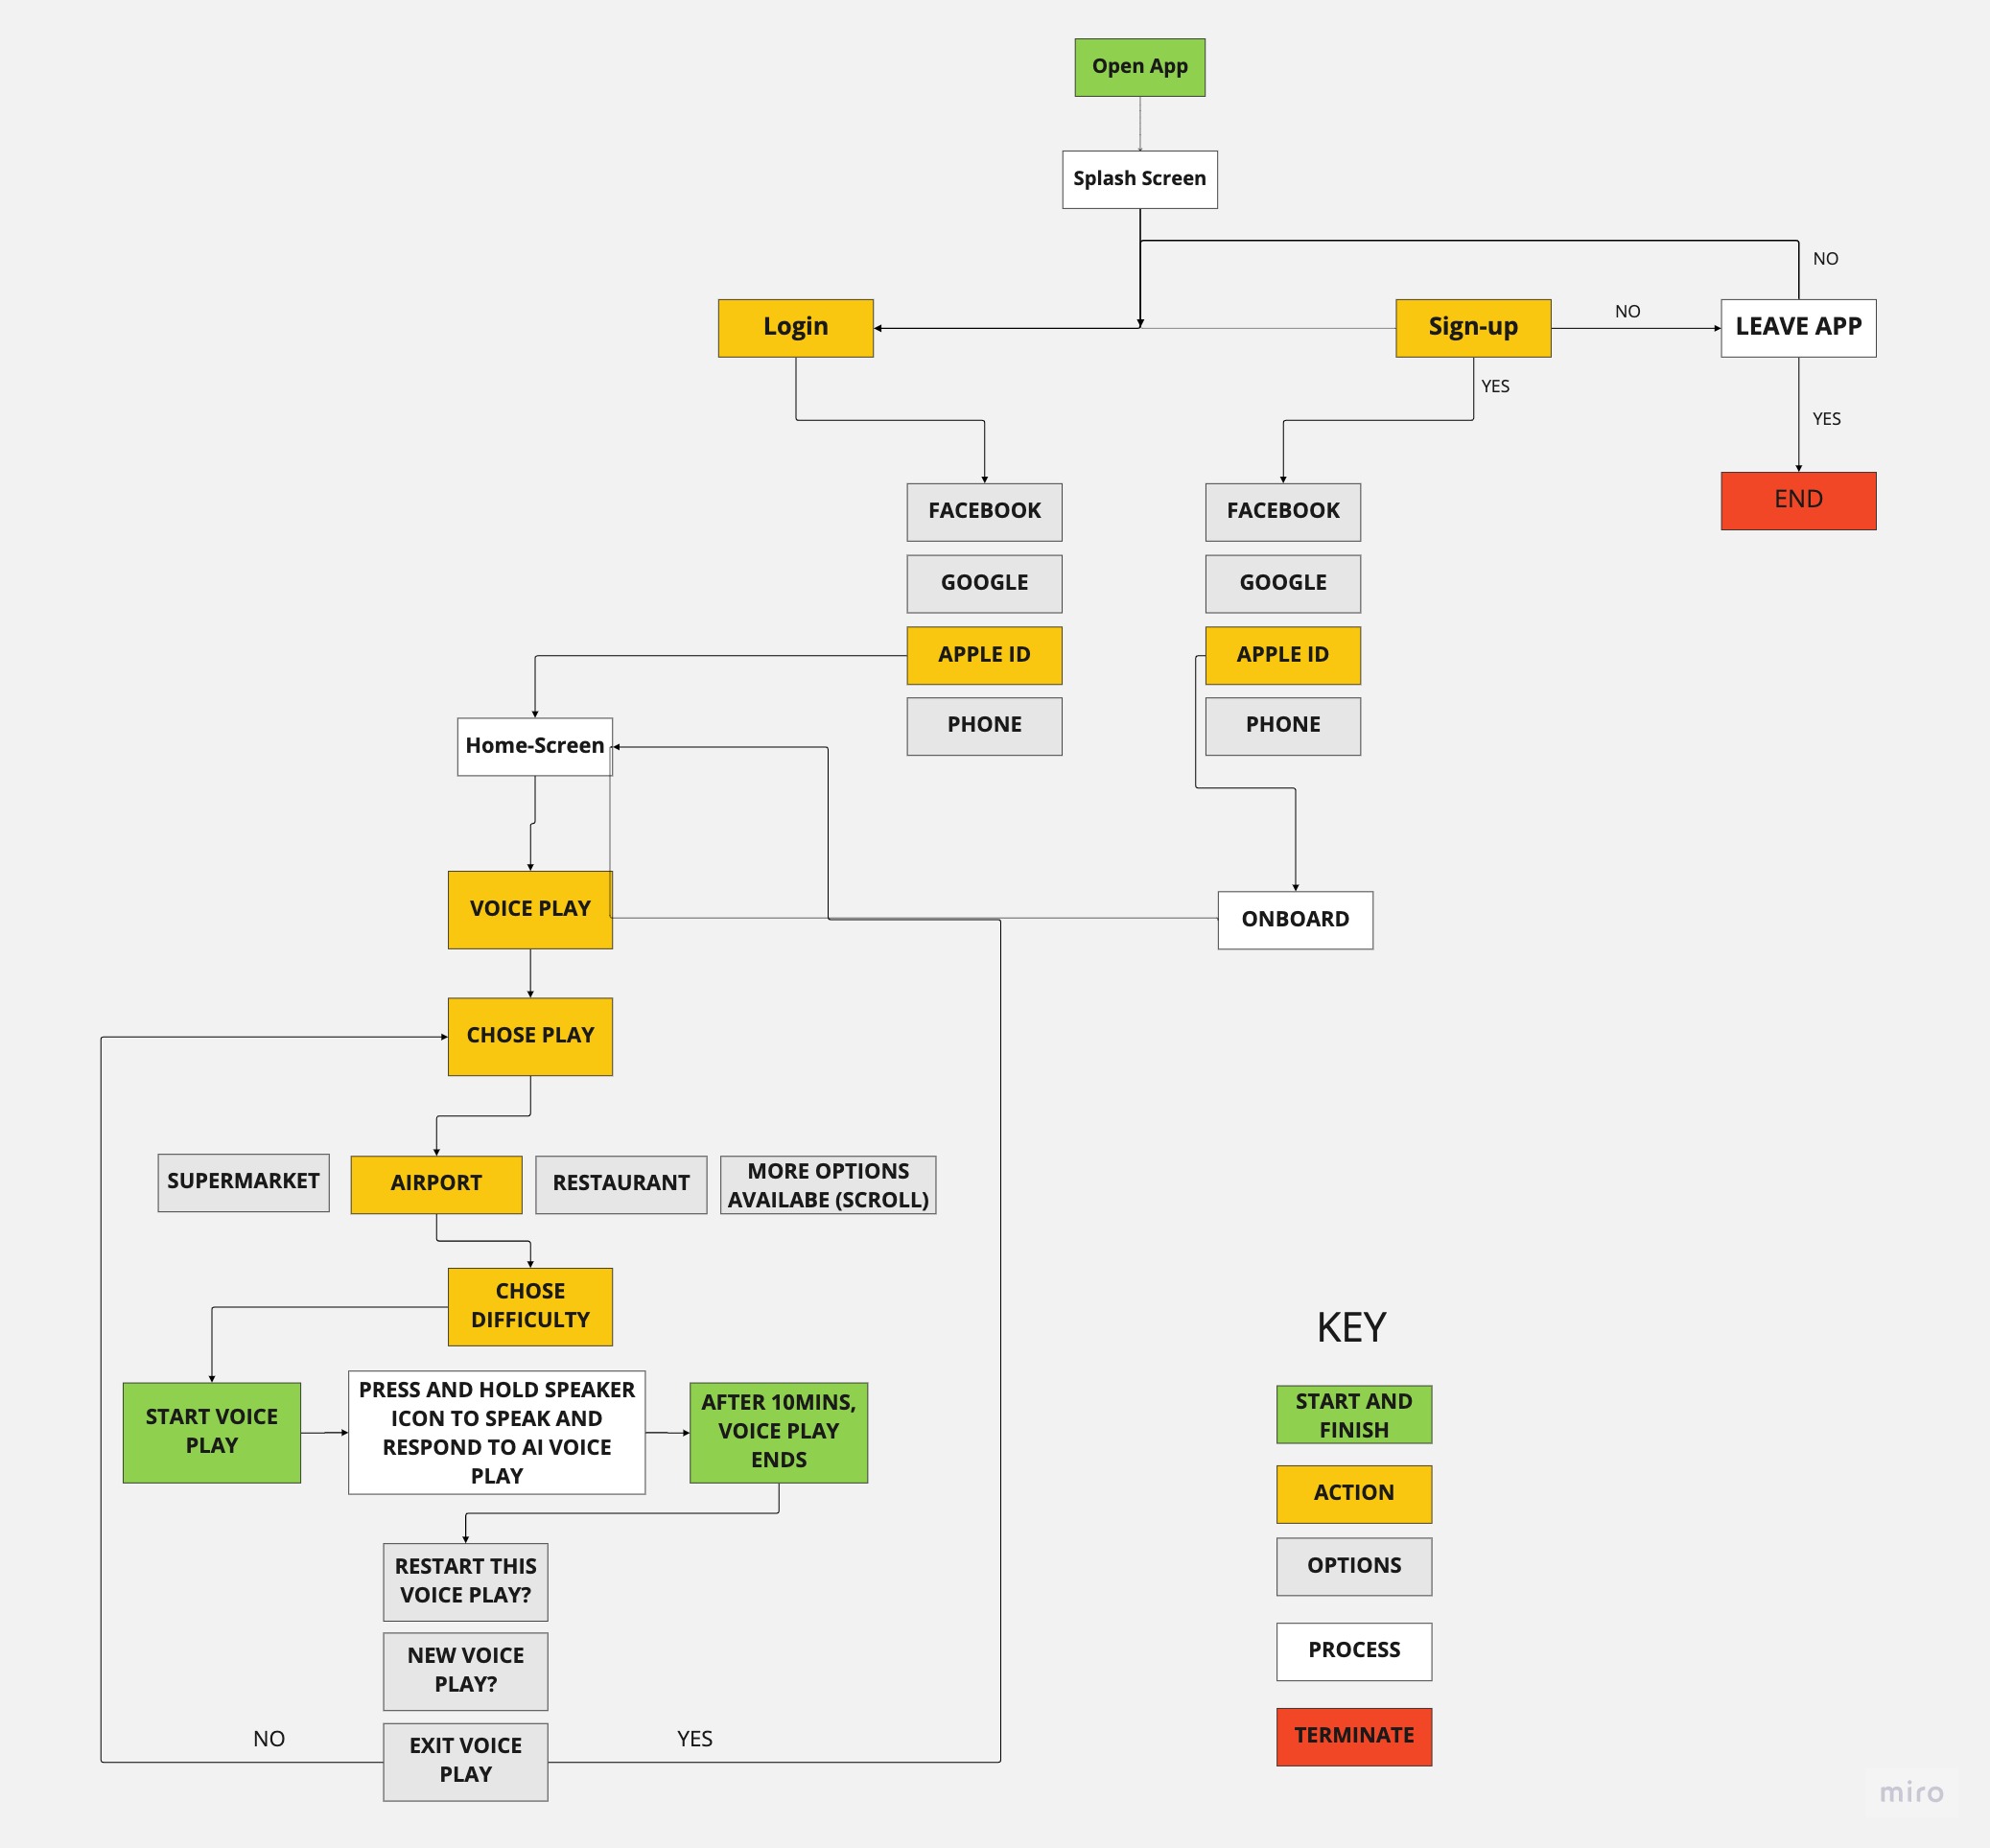 Open App
Splash Screen
NO
Login
Sign-up
NO
LEAVE APP
YES
YES
END
FACEBOOK
FACEBOOK
GOOGLE
GOOGLE
APPLE ID
APPLE ID
PHONE
PHONE
Home-Screen
VOICE PLAY
ONBOARD
CHOSE PLAY
SUPERMARKET
AIRPORT
RESTAURANT
MORE OPTIONS
AVAILABE (SCROLL)
CHOSE
DIFFICULTY
START VOICE
PLAY
PRESS AND HOLD SPEAKER
ICON TO SPEAK AND
RESPOND TO AI VOICE
PLAY
AFTER 10MINS,
VOICE PLAY
ENDS
RESTART THIS
VOICE PLAY?
NEW VOICE
PLAY?
NO
EXIT VOICE
PLAY
YES
KEY
START AND
FINISH
ACTION
OPTIONS
PROCESS
TERMINATE
miro